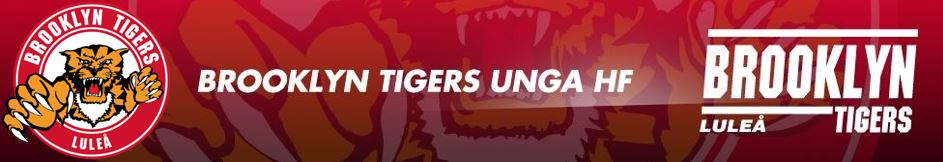 BROOKLYN TIGERS
LULEÅ
BROOKLYN TIGERS UNGA HF
BROOKLYN
LULEÅ TIGERS